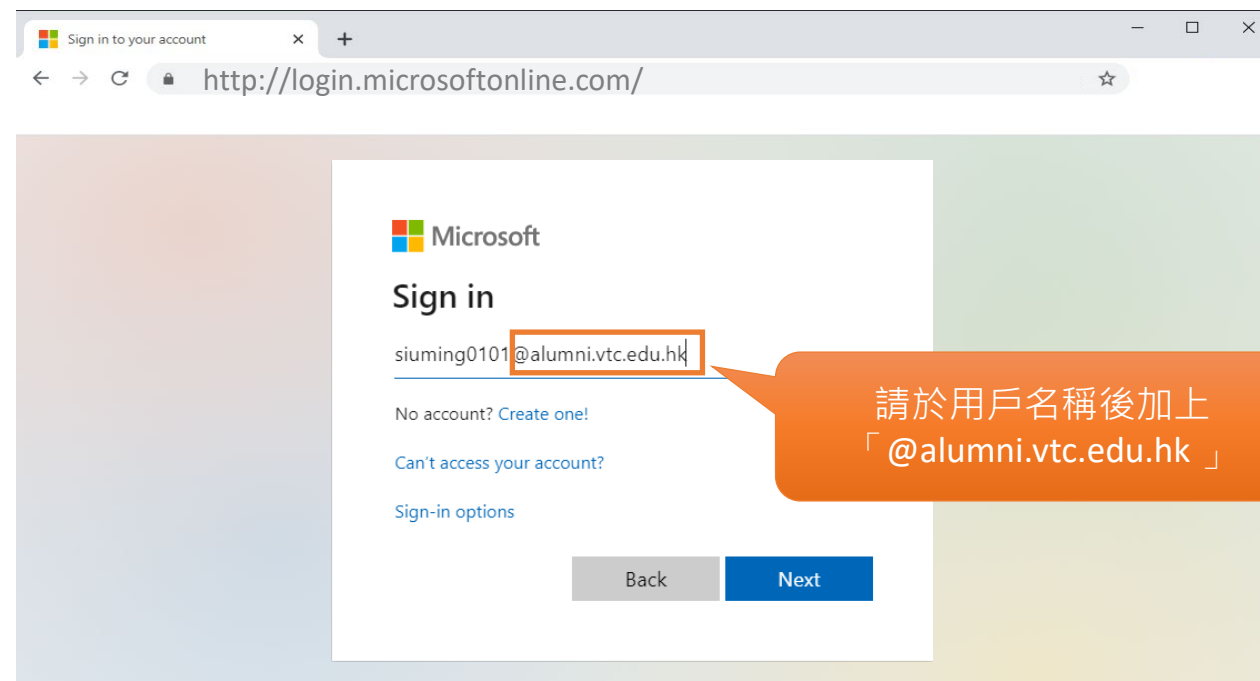 Sign in to your account
http://login.microsoftonline.com/
Microsoft
Sign in
siuming0101@alumni.vtc.edu.hk
請於用戶名稱後加上
「@alumni.vtc.edu.hk 」
No account? Create one!
Can't access your account?
Sign-in options
Back
Next